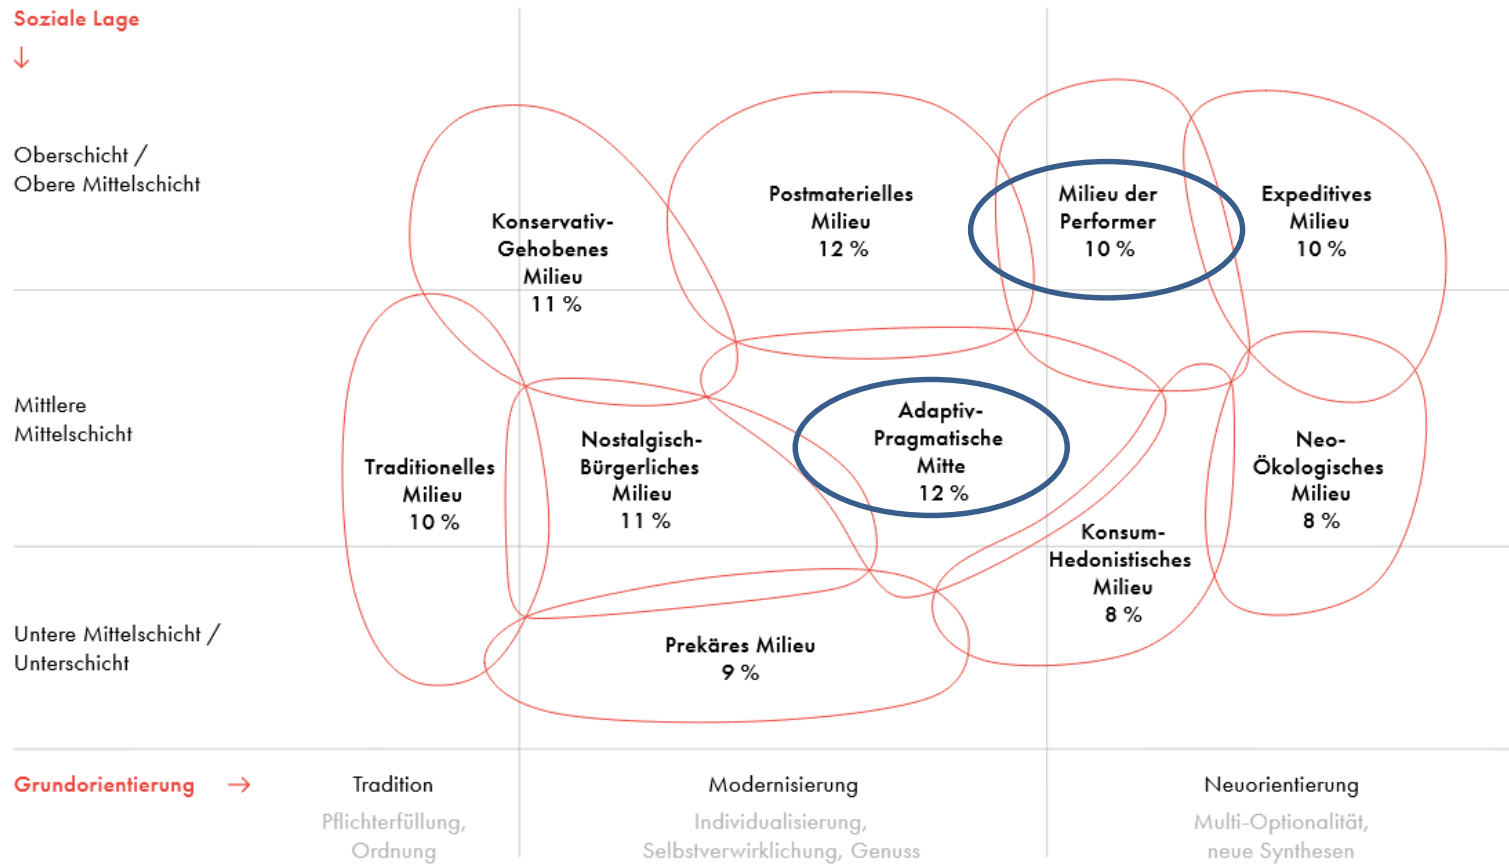 Soziale Lage
↓
Oberschicht /
Obere Mittelschicht
Konservativ-
Gehobenes
Milieu
11 %
Postmaterielles
Milieu
12 %
Milieu der
Performer
10 %
Expeditives
Milieu
10 %
Mittlere
Mittelschicht
Traditionelles
Milieu
10 %
Nostalgisch-
Bürgerliches
Milieu
11 %
Adaptiv-
Pragmatische
Mitte
12 %
Konsum-
Hedonistisches
Milieu
8 %
Neo-
Ökologisches
Milieu
8 %
Untere Mittelschicht /
Unterschicht
Prekäres Milieu
9 %
Grundorientierung →
Tradition
Pflichterfüllung,
Ordnung
Modernisierung
Individualisierung,
Selbstverwirklichung, Genuss
Neuorientierung
Multi-Optionalität,
neue Synthesen